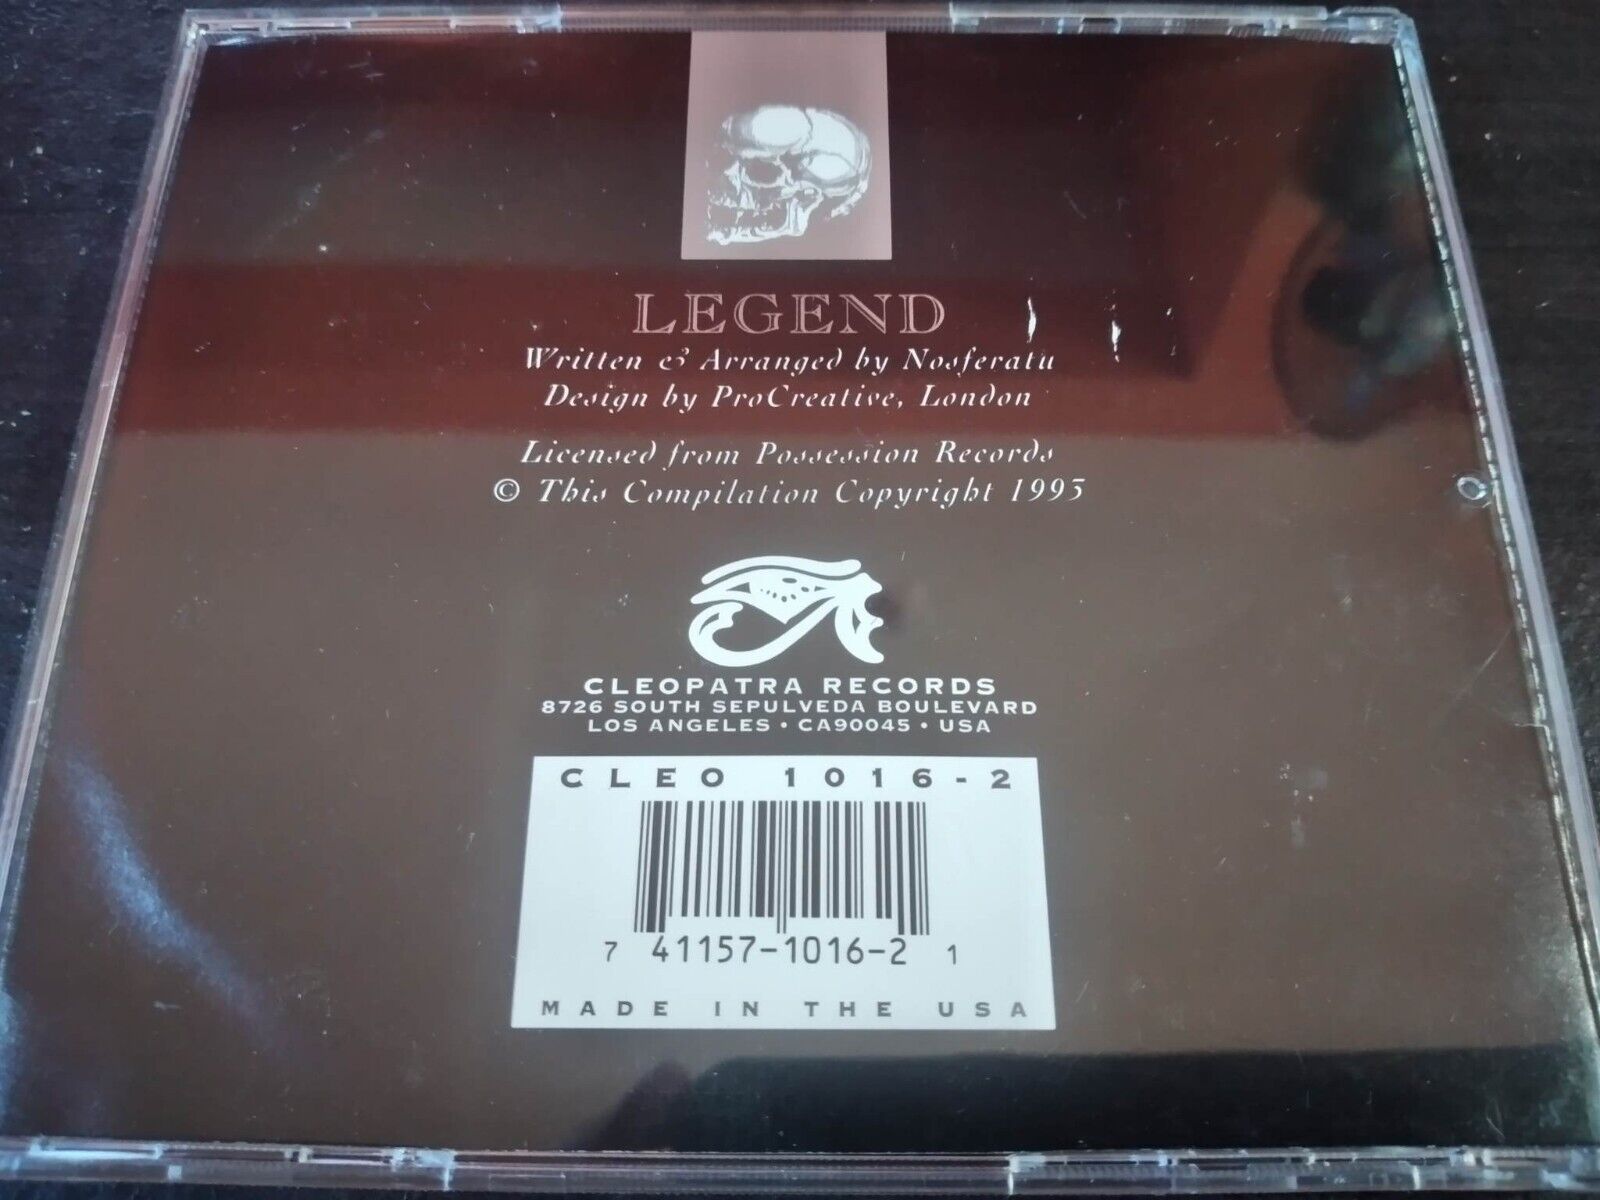 LEGEND
Written & Arranged by Nosferatu
Design by ProCreative, London
Licensed from Possession Records
© This Compilation Copyright 1993
CLEOPATRA RECORDS
8726 SOUTH SEPULVEDA BOULEVARD
LOS ANGELES • CA90045 • USA
CLEO 1016-2
7 41157-1016-2 1
MADE IN THE USA